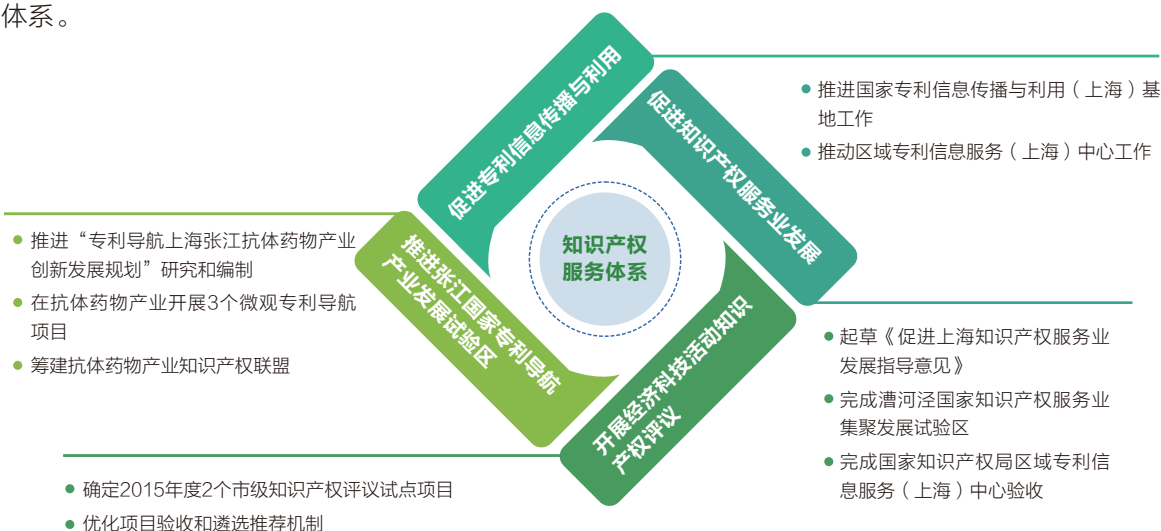 体系。
促进专利信息传播与利用
推进国家专利信息传播与利用（上海）基
地工作
推动区域专利信息服务（上海）中心工作
促进知识产权服务业发展
起草《促进上海知识产权服务业
发展指导意见》
完成漕河泾国家知识产权服务业
集聚发展试验区
完成国家知识产权局区域专利信
息服务（上海）中心验收
知识产权
服务体系
推进张江国家专利导航
产业发展试验区
推进“专利导航上海张江抗体药物产业
创新发展规划”研究和编制
在抗体药物产业开展3个微观专利导航
项目
筹建抗体药物产业知识产权联盟
开展经济科技活动知识
产权评议
确定2015年度2个市级知识产权评议试点项目
优化项目验收和遴选推荐机制